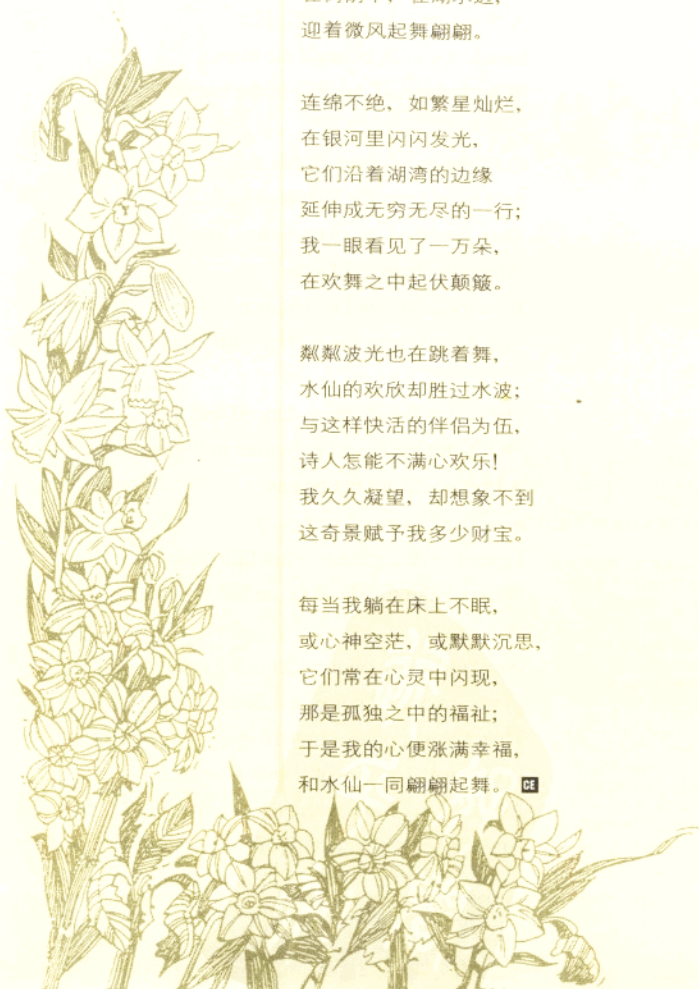 迎着微风起舞翩翩。
连绵不绝，如繁星灿烂，
在银河里闪闪发光，
它们沿着湖湾的边缘
延伸成无穷无尽的一行；
我一眼看见了一万朵，
在欢舞之中起伏颠簸。
粼粼波光也在跳着舞，
水仙的欢欣却胜过水波；
与这样快活的伴侣为伍，
诗人怎能不满心欢乐！
我久久凝望，却想象不到
这奇景赋予我多少财宝。
每当我躺在床上不眠，
或心神空茫，或默默沉思，
它们常在心灵中闪现，
那是孤独之中的福祉；
于是我的心便涨满幸福，
和水仙一同翩翩起舞。CE